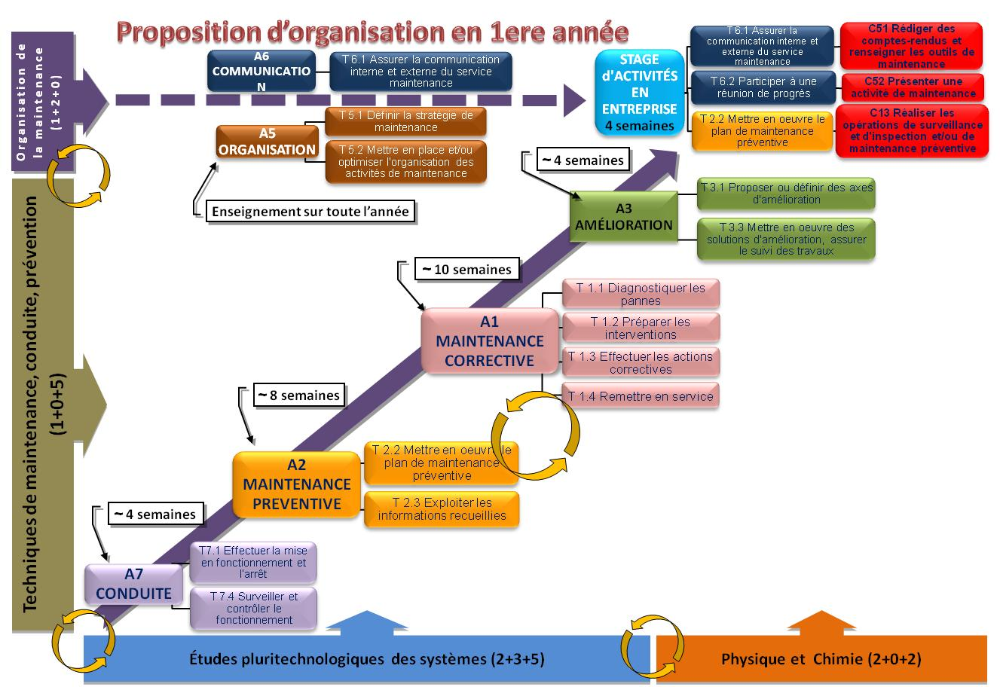 Proposition d'organisation en 1ere année
Organisation de
la maintenance
(1+2+0)
A6
COMMUNICATIO
N
T 6.1 Assurer la communication
interne et externe du service
maintenance
A5
ORGANISATION
T 5.1 Définir la stratégie de
maintenance
T 5.2 Mettre en place et/ou
optimiser l'organisation des
activités de maintenance
Enseignement sur toute l'année
STAGE
d'ACTIVITÉS
EN
ENTREPRISE
4 semaines
T 6.1 Assurer la
communication interne et
externe du service
maintenance
T 6.2 Participer à une
réunion de progrès
T 2.2 Mettre en oeuvre le
plan de maintenance
préventive
C51 Rédiger des
comptes-rendus et
renseigner les outils de
maintenance
C52 Présenter une
activité de maintenance
C13 Réaliser les
opérations de surveillance
et d'inspection et/ou de
maintenance préventive
~ 4 semaines
A3
AMÉLIORATION
T 3.1 Proposer ou définir des axes
d'amélioration
T 3.3 Mettre en oeuvre des
solutions d'amélioration, assurer
le suivi des travaux
~ 10 semaines
A1
MAINTENANCE
CORRECTIVE
T 1.1 Diagnostiquer les
pannes
T 1.2 Préparer les
interventions
T 1.3 Effectuer les actions
correctives
T 1.4 Remettre en service
~ 8 semaines
A2
MAINTENANCE
PREVENTIVE
T 2.2 Mettre en oeuvre le
plan de maintenance
préventive
T 2.3 Exploiter les
informations recueillies
~ 4 semaines
A7
CONDUITE
T7.1 Effectuer la mise
en fonctionnement et
l'arrêt
T 7.4 Surveiller et
contrôler le
fonctionnement
Techniques de maintenance, conduite, prévention
(1+0+5)
Études pluritechnologiques des systèmes (2+3+5)
Physique et Chimie (2+0+2)